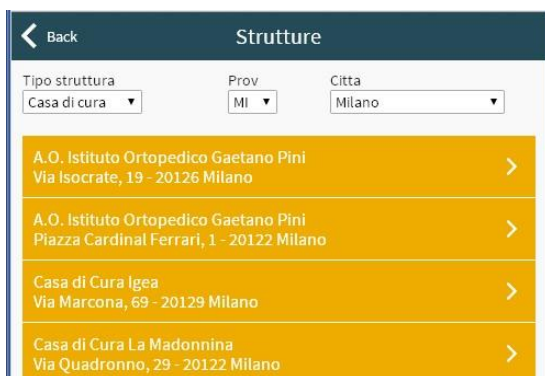 Back
Strutture
Tipo struttura
Prov
Citta
Casa di cura
MI
Milano
A.O. Istituto Ortopedico Gaetano Pini
Via Isocrate, 19 - 20126 Milano
A.O. Istituto Ortopedico Gaetano Pini
Piazza Cardinal Ferrari, 1 - 20122 Milano
Casa di Cura Igea
Via Marcona, 69 - 20129 Milano
Casa di Cura La Madonnina
Via Quadronno, 29 - 20122 Milano